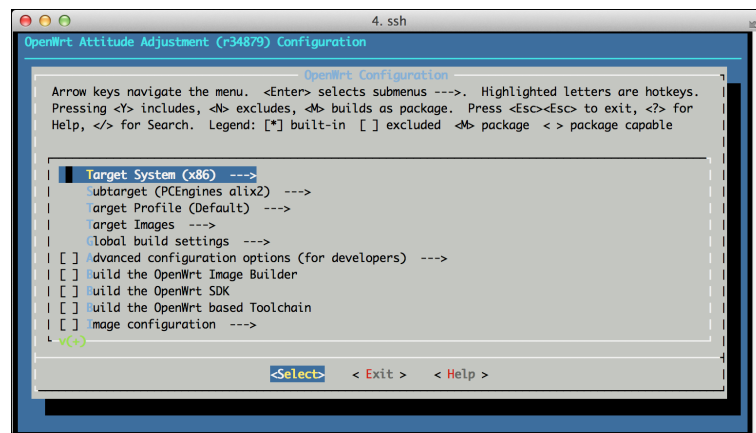 4. ssh
OpenWrt Attitude Adjustment (r34879) Configuration
OpenWrt Configuration
Arrow keys navigate the menu. <Enter> selects submenus --->. Highlighted letters are hotkeys.
Pressing <Y> includes, <N> excludes, <M> builds as package. Press <Esc><Esc> to exit, <?> for
Help, </> for Search. Legend: [*] built-in [ ] excluded <M> package < > package capable
Target System (x86) --->
Subtarget (PCEngines alix2) --->
Target Profile (Default) --->
Target Images --->
Global build settings --->
[ ] Advanced configuration options (for developers) --->
[ ] Build the OpenWrt Image Builder
[ ] Build the OpenWrt SDK
[ ] Build the OpenWrt based Toolchain
[ ] Image configuration --->
v(+)
<Select> < Exit > < Help >